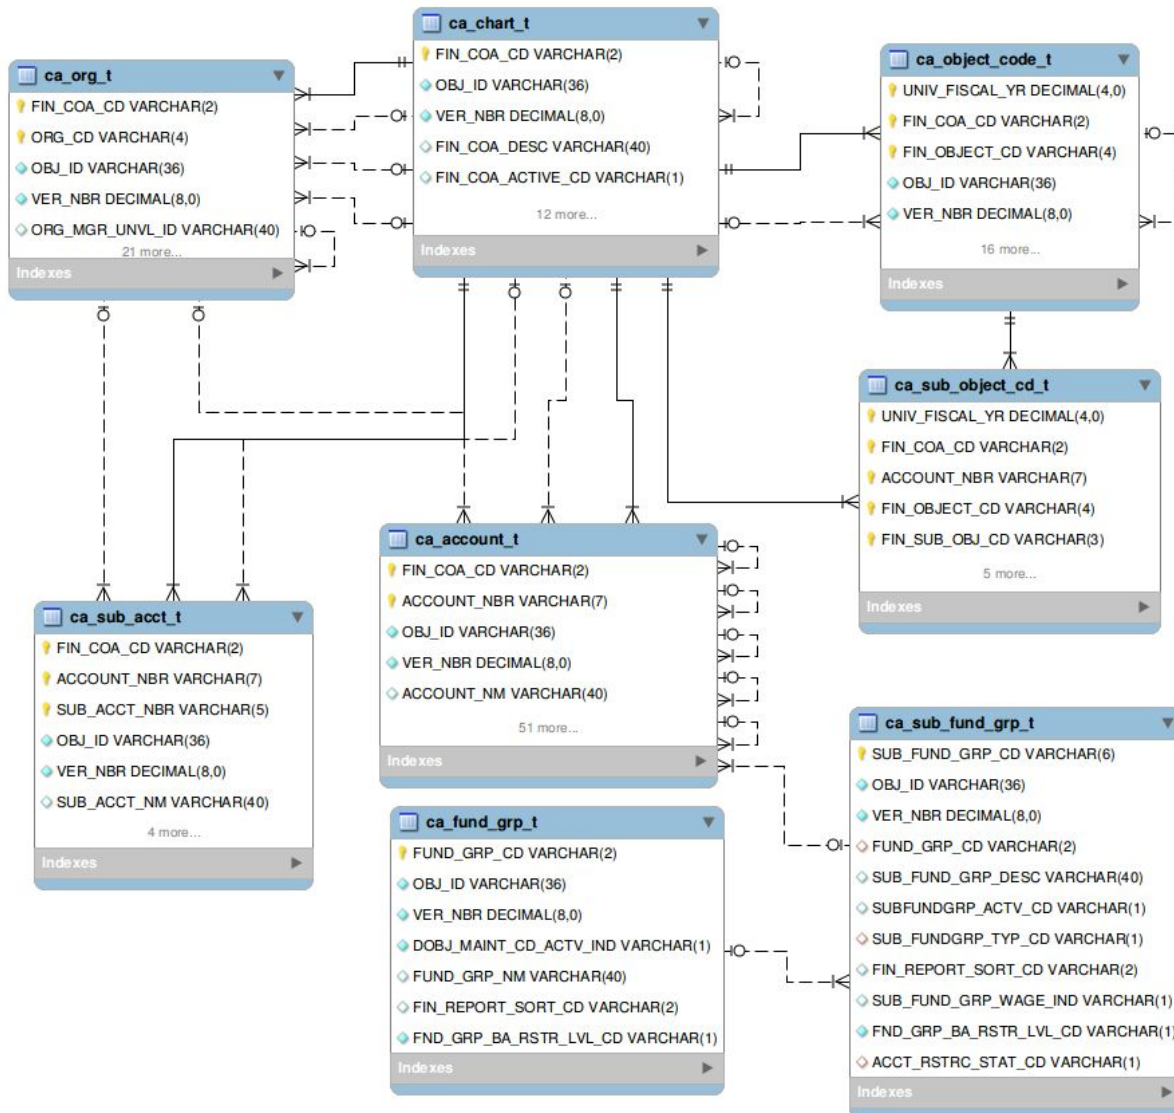 ca_chart_t
FIN_COA_CD VARCHAR(2)
OBJ_ID VARCHAR(36)
VER_NBR DECIMAL(8,0)
FIN_COA_DESC VARCHAR(40)
FIN_COA_ACTIVE_CD VARCHAR(1)
12 more...
Indexes
ca_org_t
FIN_COA_CD VARCHAR(2)
ORG_CD VARCHAR(4)
OBJ_ID VARCHAR(36)
VER_NBR DECIMAL(8,0)
ORG_MGR_UNVL_ID VARCHAR(40)
21 more...
Indexes
ca_object_code_t
UNIV_FISCAL_YR DECIMAL(4,0)
FIN_COA_CD VARCHAR(2)
FIN_OBJECT_CD VARCHAR(4)
OBJ_ID VARCHAR(36)
VER_NBR DECIMAL(8,0)
16 more...
Indexes
ca_sub_object_cd_t
UNIV_FISCAL_YR DECIMAL(4,0)
FIN_COA_CD VARCHAR(2)
ACCOUNT_NBR VARCHAR(7)
FIN_OBJECT_CD VARCHAR(4)
FIN_SUB_OBJ_CD VARCHAR(3)
5 more...
Indexes
ca_account_t
FIN_COA_CD VARCHAR(2)
ACCOUNT_NBR VARCHAR(7)
OBJ_ID VARCHAR(36)
VER_NBR DECIMAL(8,0)
ACCOUNT_NM VARCHAR(40)
51 more...
Indexes
ca_sub_acct_t
FIN_COA_CD VARCHAR(2)
ACCOUNT_NBR VARCHAR(7)
SUB_ACCT_NBR VARCHAR(5)
OBJ_ID VARCHAR(36)
VER_NBR DECIMAL(8,0)
SUB_ACCT_NM VARCHAR(40)
4 more...
Indexes
ca_fund_grp_t
FUND_GRP_CD VARCHAR(2)
OBJ_ID VARCHAR(36)
VER_NBR DECIMAL(8,0)
DOBJ_MAINT_CD_ACTV_IND VARCHAR(1)
FUND_GRP_NM VARCHAR(40)
FIN_REPORT_SORT_CD VARCHAR(2)
FND_GRP_BA_RSTR_LVL_CD VARCHAR(1)
Indexes
ca_sub_fund_grp_t
SUB_FUND_GRP_CD VARCHAR(6)
OBJ_ID VARCHAR(36)
VER_NBR DECIMAL(8,0)
FUND_GRP_CD VARCHAR(2)
SUB_FUND_GRP_DESC VARCHAR(40)
SUBFUNDGRP_ACTV_CD VARCHAR(1)
SUB_FUNDGRP_TYP_CD VARCHAR(1)
FIN_REPORT_SORT_CD VARCHAR(2)
SUB_FUND_GRP_WAGE_IND VARCHAR(1)
FND_GRP_BA_RSTR_LVL_CD VARCHAR(1)
ACCT_RSTRC_STAT_CD VARCHAR(1)
Indexes